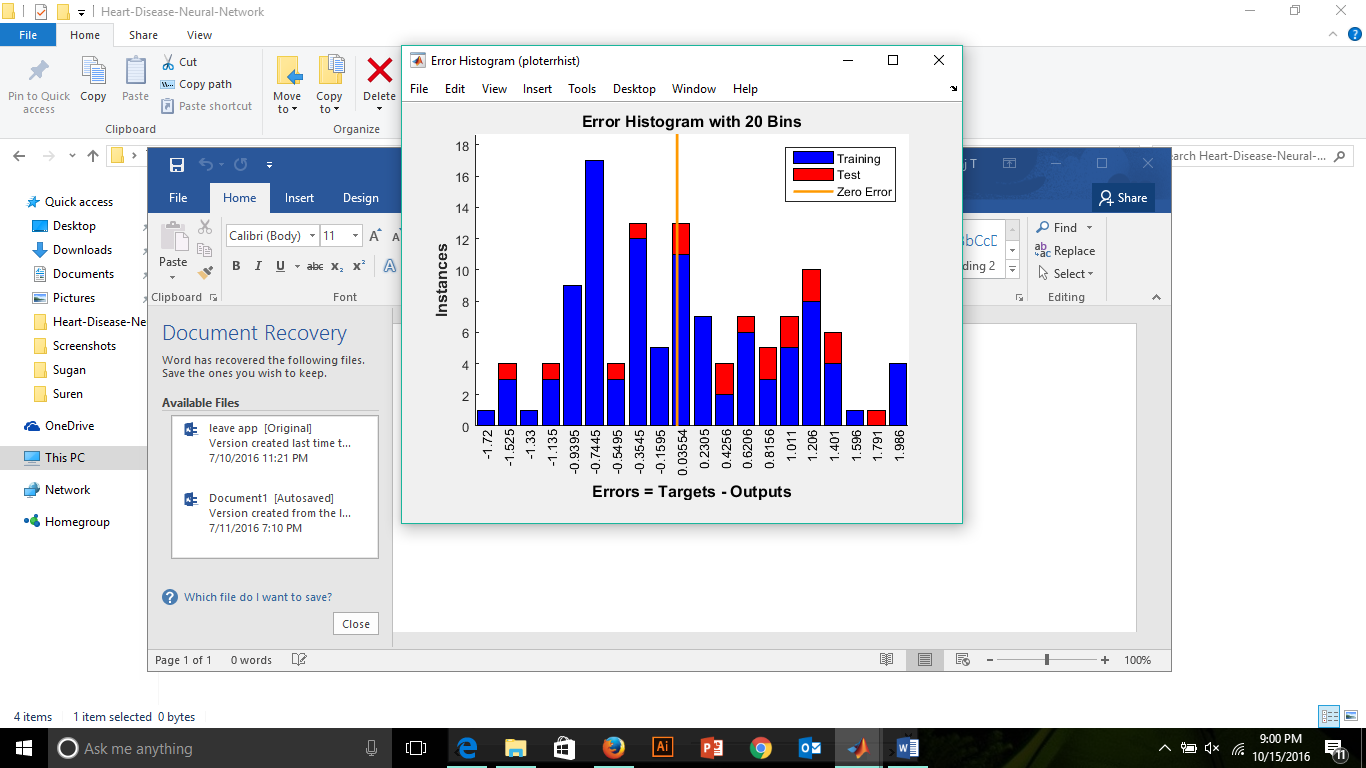 Heart-Disease-Neural-Network
File Home Share View
Pin to Quick access
Copy
Paste
Cut
Copy path
Paste shortcut
Clipboard
Move to
Copy to
Delete
Organize
Search Heart-Disease-Neural-...
Quick access
Desktop
Downloads
Documents
Pictures
Heart-Disease-Ne
Screenshots
Sugan
Suren
OneDrive
This PC
Network
Homegroup
4 items 1 item selected 0 bytes
File Home Insert Design
Share
Paste
Clipboard
Calibri (Body) 11
B I U abc x₂ x²
Font
Find
Replace
Select
Editing
Document Recovery
Word has recovered the following files.
Save the ones you wish to keep.
Available Files
leave app [Original]
Version created last time t...
7/10/2016 11:21 PM
Document1 [Autosaved]
Version created from the l...
7/11/2016 7:10 PM
Which file do I want to save?
Close
Page 1 of 1 0 words
100%
Error Histogram (ploterrhist)
File Edit View Insert Tools Desktop Window Help
Error Histogram with 20 Bins
Training
Test
Zero Error
Instances
18
16
14
12
10
8
6
4
2
0
-1.72 -1.525 -1.33 -1.135 -0.9395 -0.7445 -0.5495 -0.3545 -0.1595 0.03554 0.2305 0.4256 0.6206 0.8156 1.011 1.206 1.401 1.596 1.791 1.986
Errors = Targets - Outputs
Ask me anything
9:00 PM
10/15/2016
11